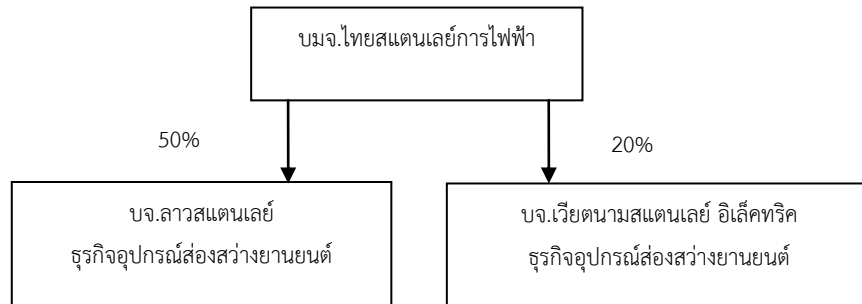 บมจ.ไทยสแตนเลย์การไฟฟ้า
50%
20%
บจ.ลาวสแตนเลย์
ธุรกิจอุปกรณ์ส่องสว่างยานยนต์
บจ.เวียตนามสแตนเลย์ อิเล็คทริค
ธุรกิจอุปกรณ์ส่องสว่างยานยนต์